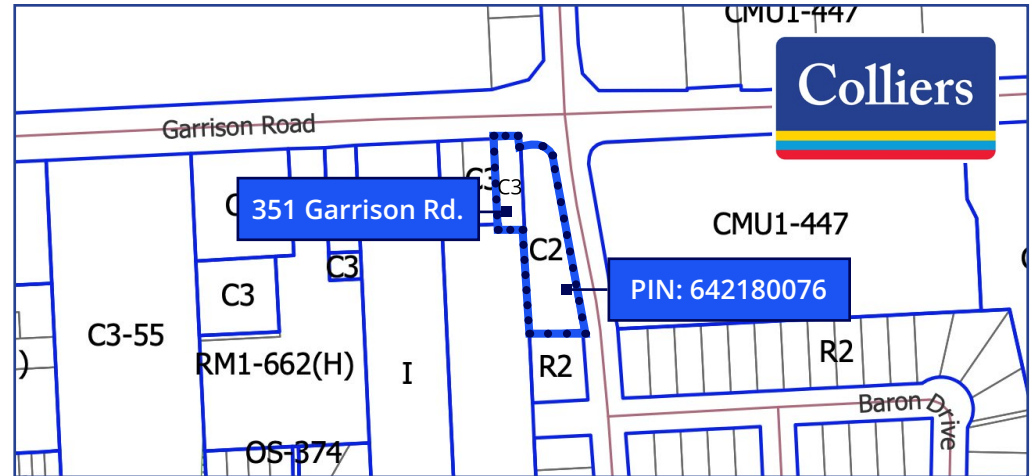 CMU1-447
Colliers
Garrison Road
C3
C3
351 Garrison Rd.
CMU1-447
C2
C3
C3
PIN: 642180076
C3-55
RM1-662(H)
I
R2
R2
Baron Drive
OS-374
)